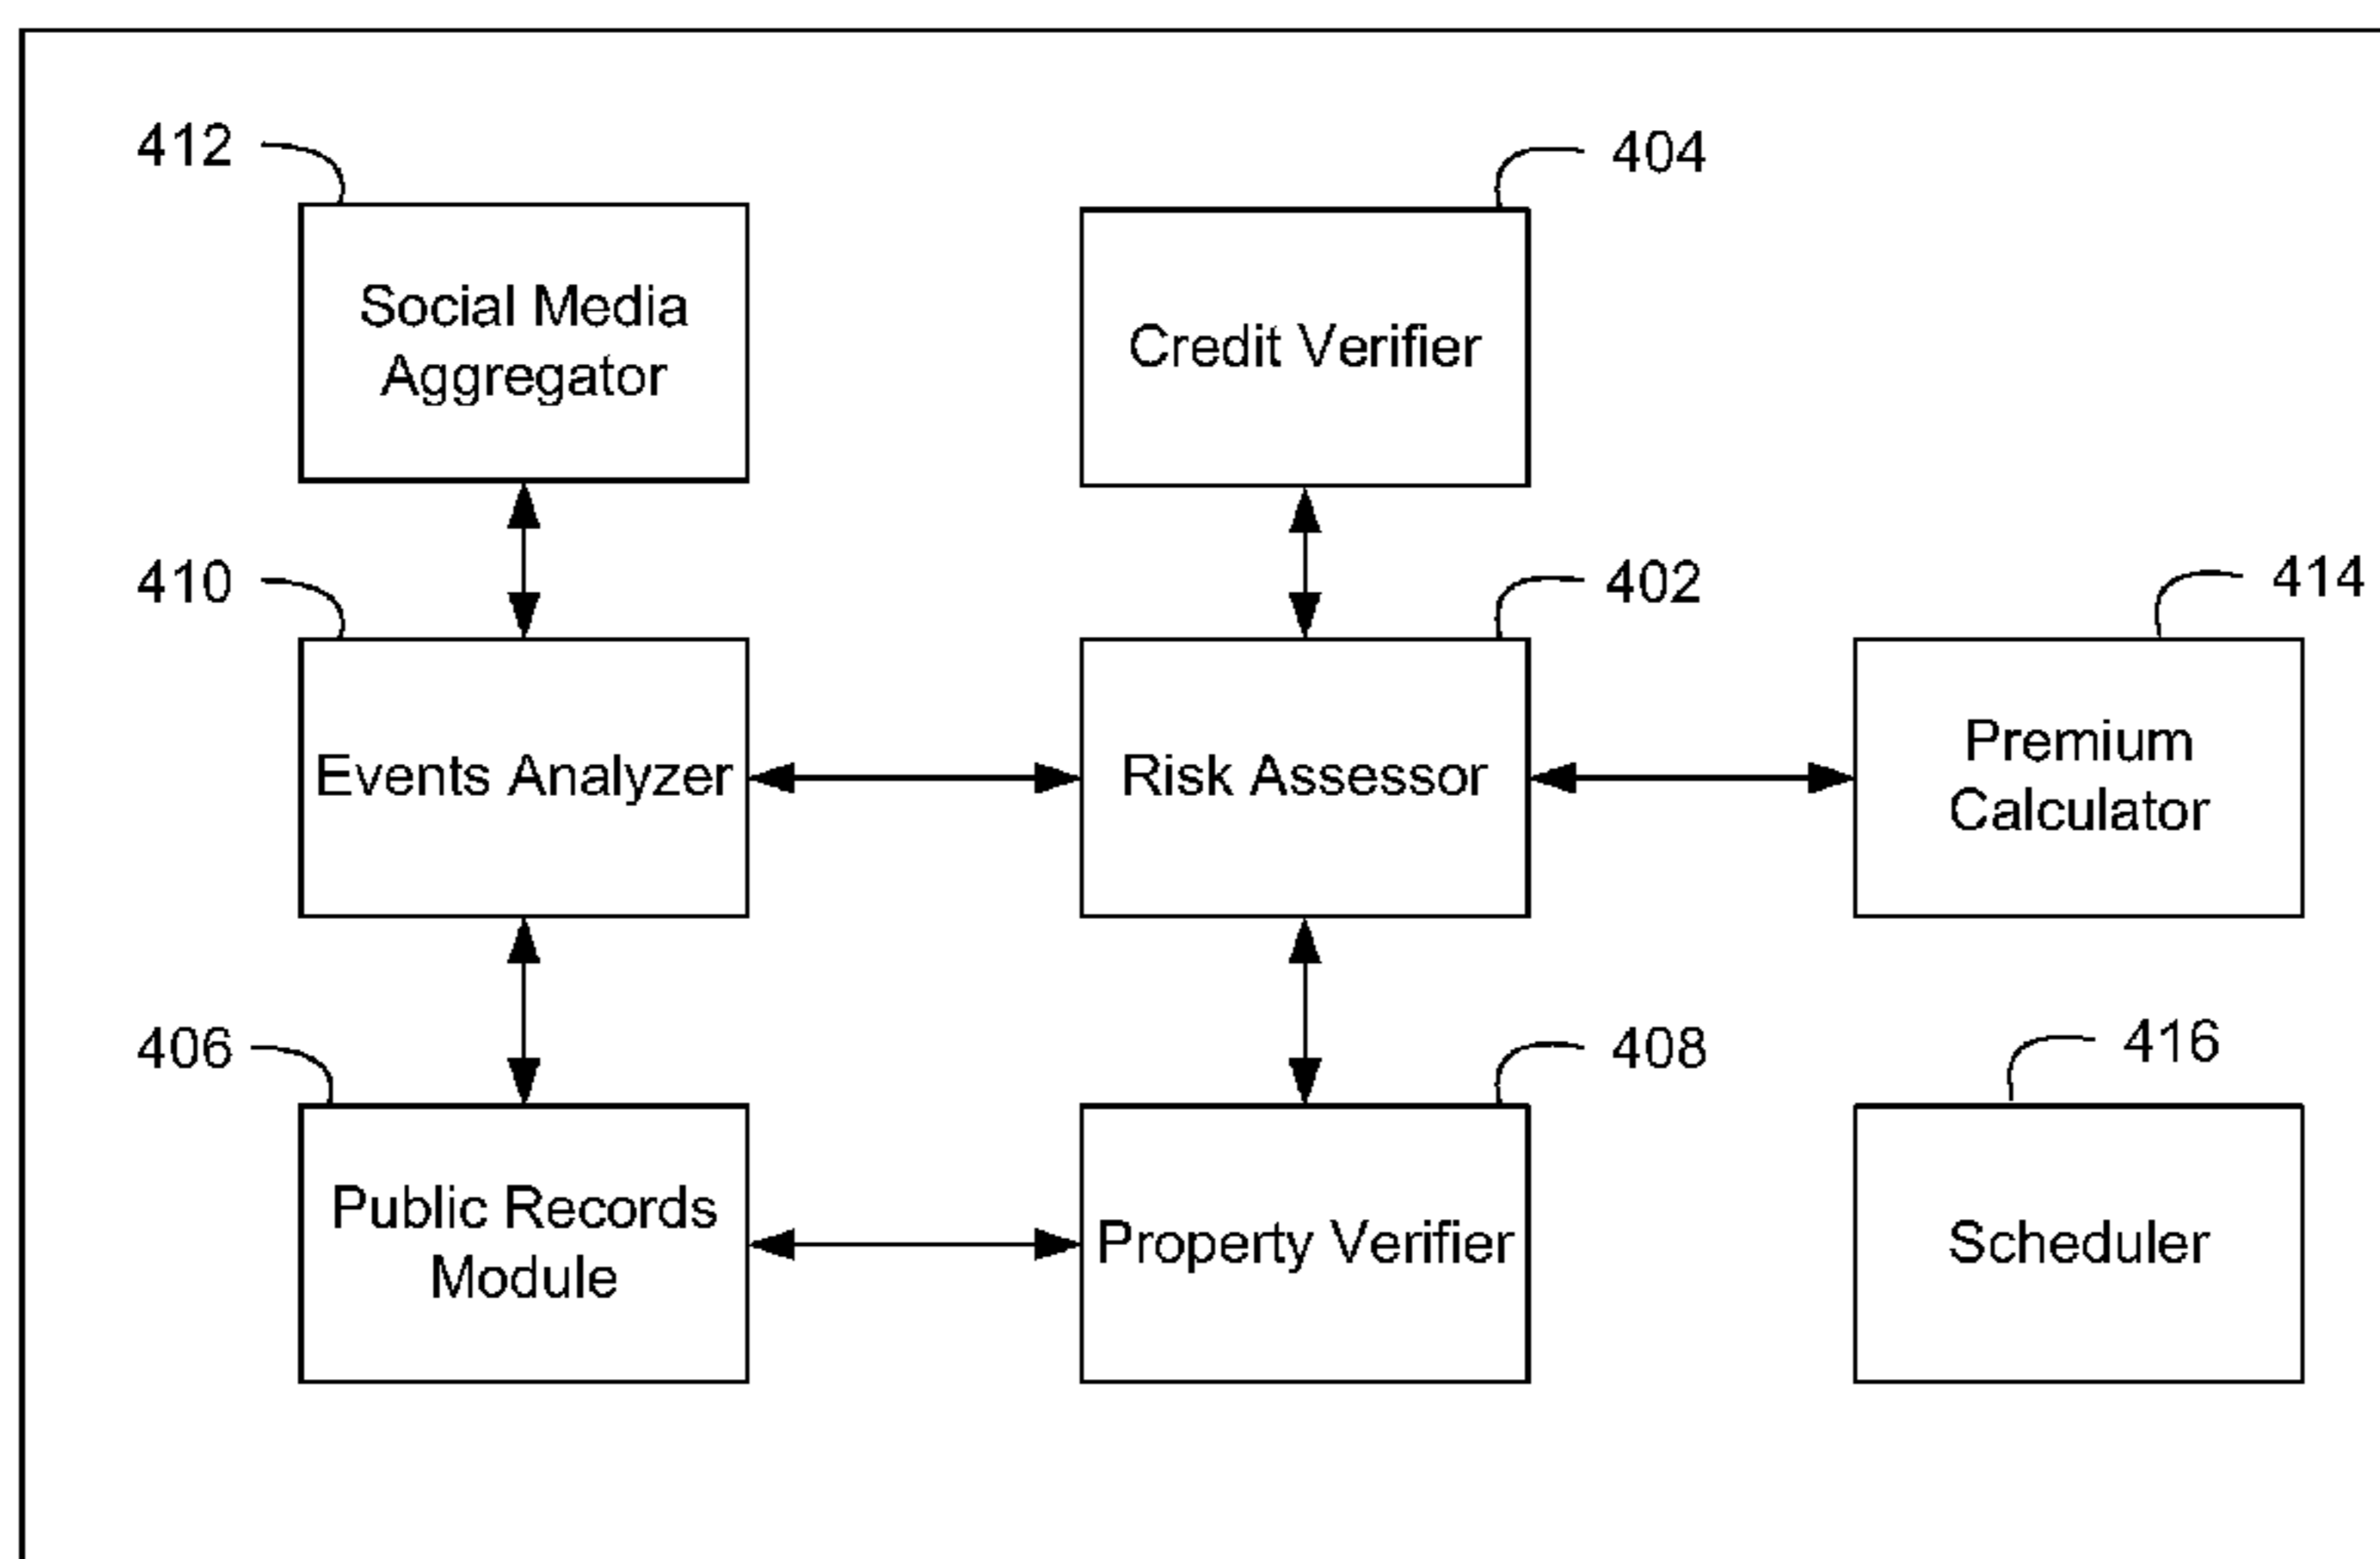 412
404
Social Media
Aggregator
Credit Verifier
410
402
414
Events Analyzer
Risk Assessor
Premium
Calculator
406
408
416
Public Records
Module
Property Verifier
Scheduler